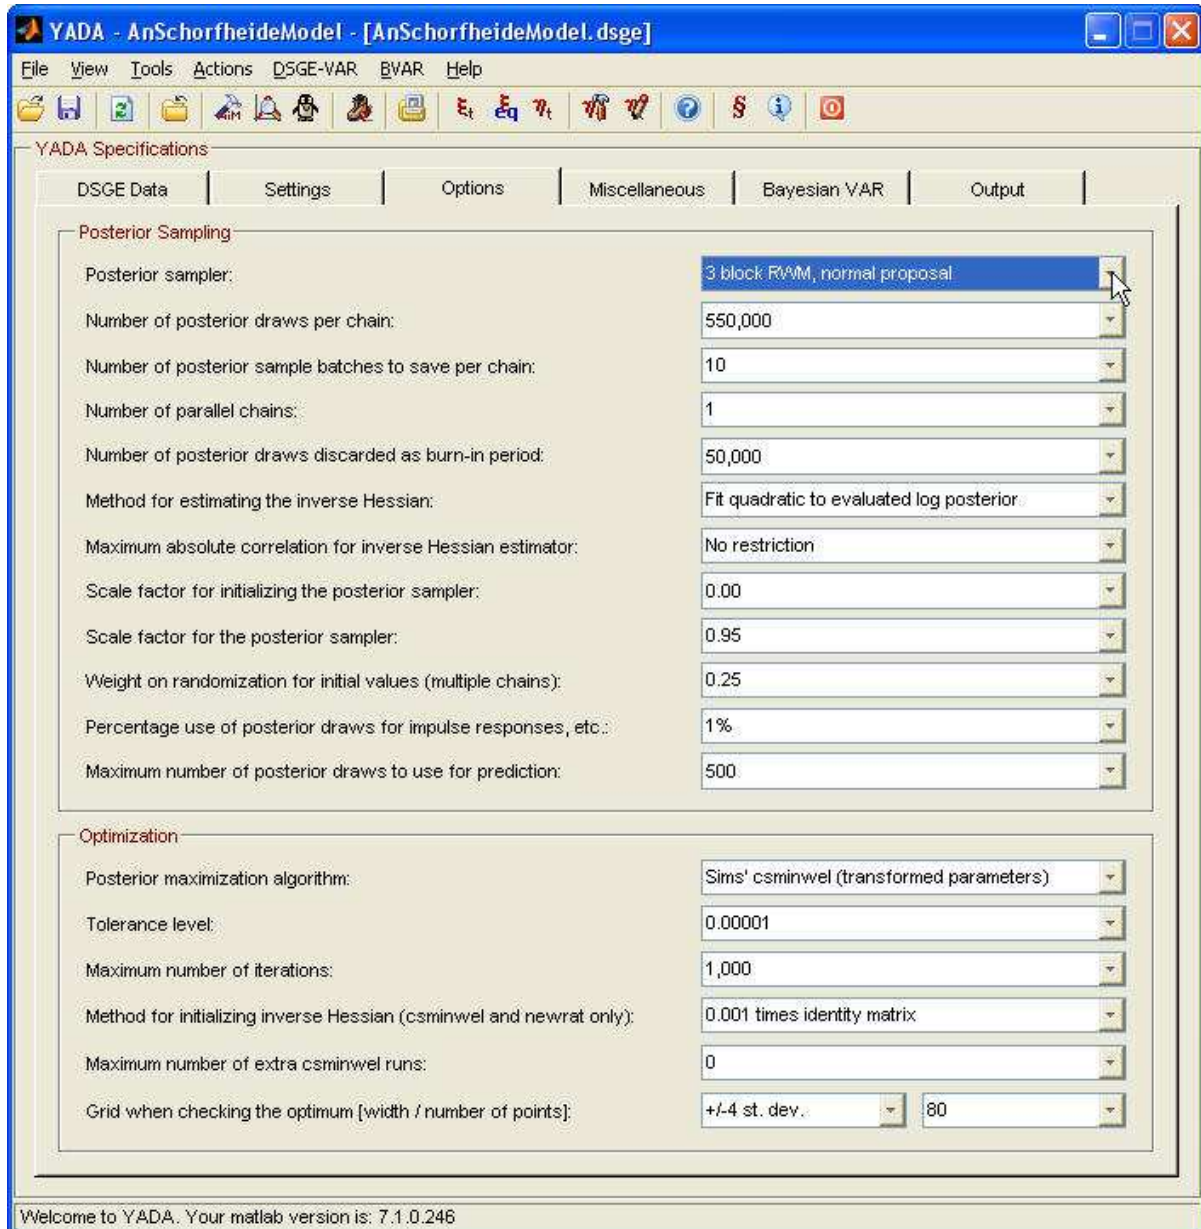 YADA - AnSchorfheideModel - [AnSchorfheideModel.dsge]
File View Tools Actions DSGE-VAR BVAR Help
AiM ξt ξq ηt § i
YADA Specifications
DSGE Data Settings Options Miscellaneous Bayesian VAR Output
Posterior Sampling
Posterior sampler: 3 block RWM, normal proposal
Number of posterior draws per chain: 550,000
Number of posterior sample batches to save per chain: 10
Number of parallel chains: 1
Number of posterior draws discarded as burn-in period: 50,000
Method for estimating the inverse Hessian: Fit quadratic to evaluated log posterior
Maximum absolute correlation for inverse Hessian estimator: No restriction
Scale factor for initializing the posterior sampler: 0.00
Scale factor for the posterior sampler: 0.95
Weight on randomization for initial values (multiple chains): 0.25
Percentage use of posterior draws for impulse responses, etc.: 1%
Maximum number of posterior draws to use for prediction: 500
Optimization
Posterior maximization algorithm: Sims' csminwel (transformed parameters)
Tolerance level: 0.00001
Maximum number of iterations: 1,000
Method for initializing inverse Hessian (csminwel and newrat only): 0.001 times identity matrix
Maximum number of extra csminwel runs: 0
Grid when checking the optimum [width / number of points]: +/-4 st. dev. 80
Welcome to YADA. Your matlab version is: 7.1.0.246